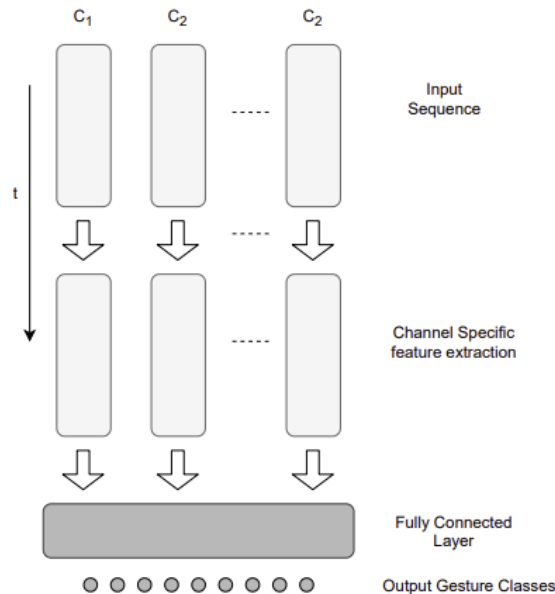 C₁ C₂ C₂
Input
Sequence
t
Channel Specific
feature extraction
Fully Connected
Layer
Output Gesture Classes